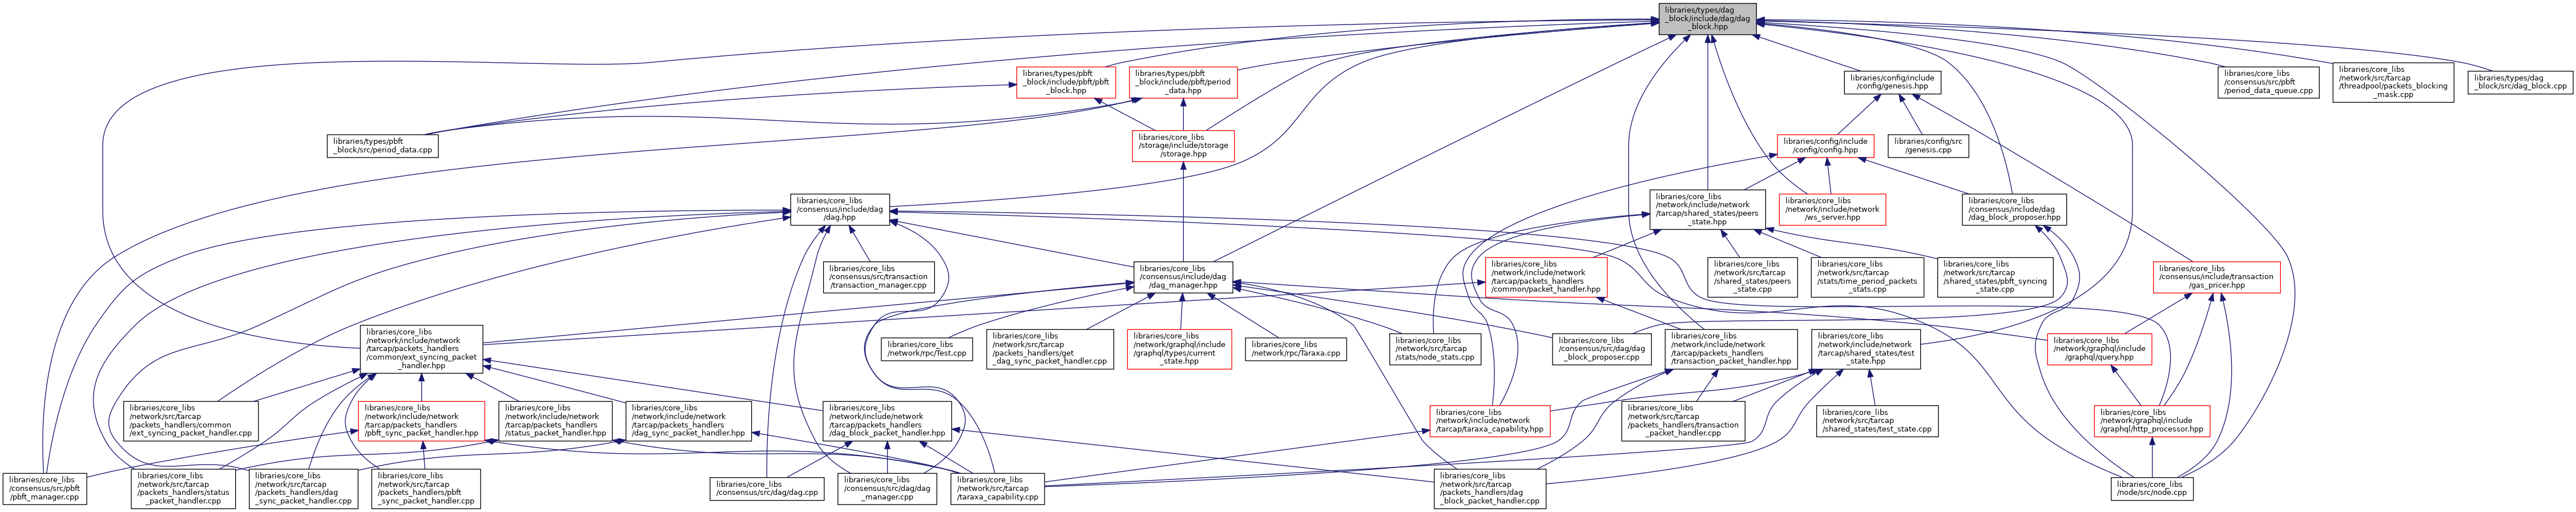 libraries/types/dag
_block/include/dag/dag
_block.hpp
libraries/types/pbft
_block/include/pbft/pbft
_block.hpp
libraries/types/pbft
_block/include/pbft/period
_data.hpp
libraries/config/include
/config/genesis.hpp
libraries/core_libs
/consensus/src/pbft
/period_data_queue.cpp
libraries/core_libs
/network/src/tarcap
/threadpool/packets_blocking
_mask.cpp
libraries/types/dag
_block/src/dag_block.cpp
libraries/types/pbft
_block/src/period_data.cpp
libraries/core_libs
/storage/include/storage
/storage.hpp
libraries/config/include
/config/config.hpp
libraries/config/src
/genesis.cpp
libraries/core_libs
/consensus/include/dag
/dag.hpp
libraries/core_libs
/network/include/network
/tarcap/shared_states/peers
_state.hpp
libraries/core_libs
/network/include/network
/ws_server.hpp
libraries/core_libs
/consensus/include/dag
/dag_block_proposer.hpp
libraries/core_libs
/consensus/src/transaction
/transaction_manager.cpp
libraries/core_libs
/consensus/include/dag
/dag_manager.hpp
libraries/core_libs
/network/include/network
/tarcap/packets_handlers
/common/packet_handler.hpp
libraries/core_libs
/network/src/tarcap
/shared_states/peers
_state.cpp
libraries/core_libs
/network/src/tarcap
/stats/time_period_packets
_stats.cpp
libraries/core_libs
/network/src/tarcap
/shared_states/pbft_syncing
_state.cpp
libraries/core_libs
/consensus/include/transaction
/gas_pricer.hpp
libraries/core_libs
/network/include/network
/tarcap/packets_handlers
/common/ext_syncing_packet
_handler.hpp
libraries/core_libs
/network/rpc/Test.cpp
libraries/core_libs
/network/src/tarcap
/packets_handlers/get
_dag_sync_packet_handler.cpp
libraries/core_libs
/network/graphql/include
/graphql/types/current
_state.hpp
libraries/core_libs
/network/rpc/Taraxa.cpp
libraries/core_libs
/network/src/tarcap
/stats/node_stats.cpp
libraries/core_libs
/consensus/src/dag/dag
_block_proposer.cpp
libraries/core_libs
/network/include/network
/tarcap/packets_handlers
/transaction_packet_handler.hpp
libraries/core_libs
/network/include/network
/tarcap/shared_states/test
_state.hpp
libraries/core_libs
/network/graphql/include
/graphql/query.hpp
libraries/core_libs
/network/src/tarcap
/packets_handlers/common
/ext_syncing_packet_handler.cpp
libraries/core_libs
/network/include/network
/tarcap/packets_handlers
/pbft_sync_packet_handler.hpp
libraries/core_libs
/network/include/network
/tarcap/packets_handlers
/status_packet_handler.hpp
libraries/core_libs
/network/include/network
/tarcap/packets_handlers
/dag_sync_packet_handler.hpp
libraries/core_libs
/network/include/network
/tarcap/packets_handlers
/dag_block_packet_handler.hpp
libraries/core_libs
/network/include/network
/tarcap/taraxa_capability.hpp
libraries/core_libs
/network/src/tarcap
/packets_handlers/transaction
_packet_handler.cpp
libraries/core_libs
/network/src/tarcap
/shared_states/test_state.cpp
libraries/core_libs
/network/graphql/include
/graphql/http_processor.hpp
libraries/core_libs
/consensus/src/pbft
/pbft_manager.cpp
libraries/core_libs
/network/src/tarcap
/packets_handlers/status
_packet_handler.cpp
libraries/core_libs
/network/src/tarcap
/packets_handlers/dag
_sync_packet_handler.cpp
libraries/core_libs
/network/src/tarcap
/packets_handlers/pbft
_sync_packet_handler.cpp
libraries/core_libs
/consensus/src/dag/dag.cpp
libraries/core_libs
/consensus/src/dag/dag
_manager.cpp
libraries/core_libs
/network/src/tarcap
/taraxa_capability.cpp
libraries/core_libs
/network/src/tarcap
/packets_handlers/dag
_block_packet_handler.cpp
libraries/core_libs
/node/src/node.cpp